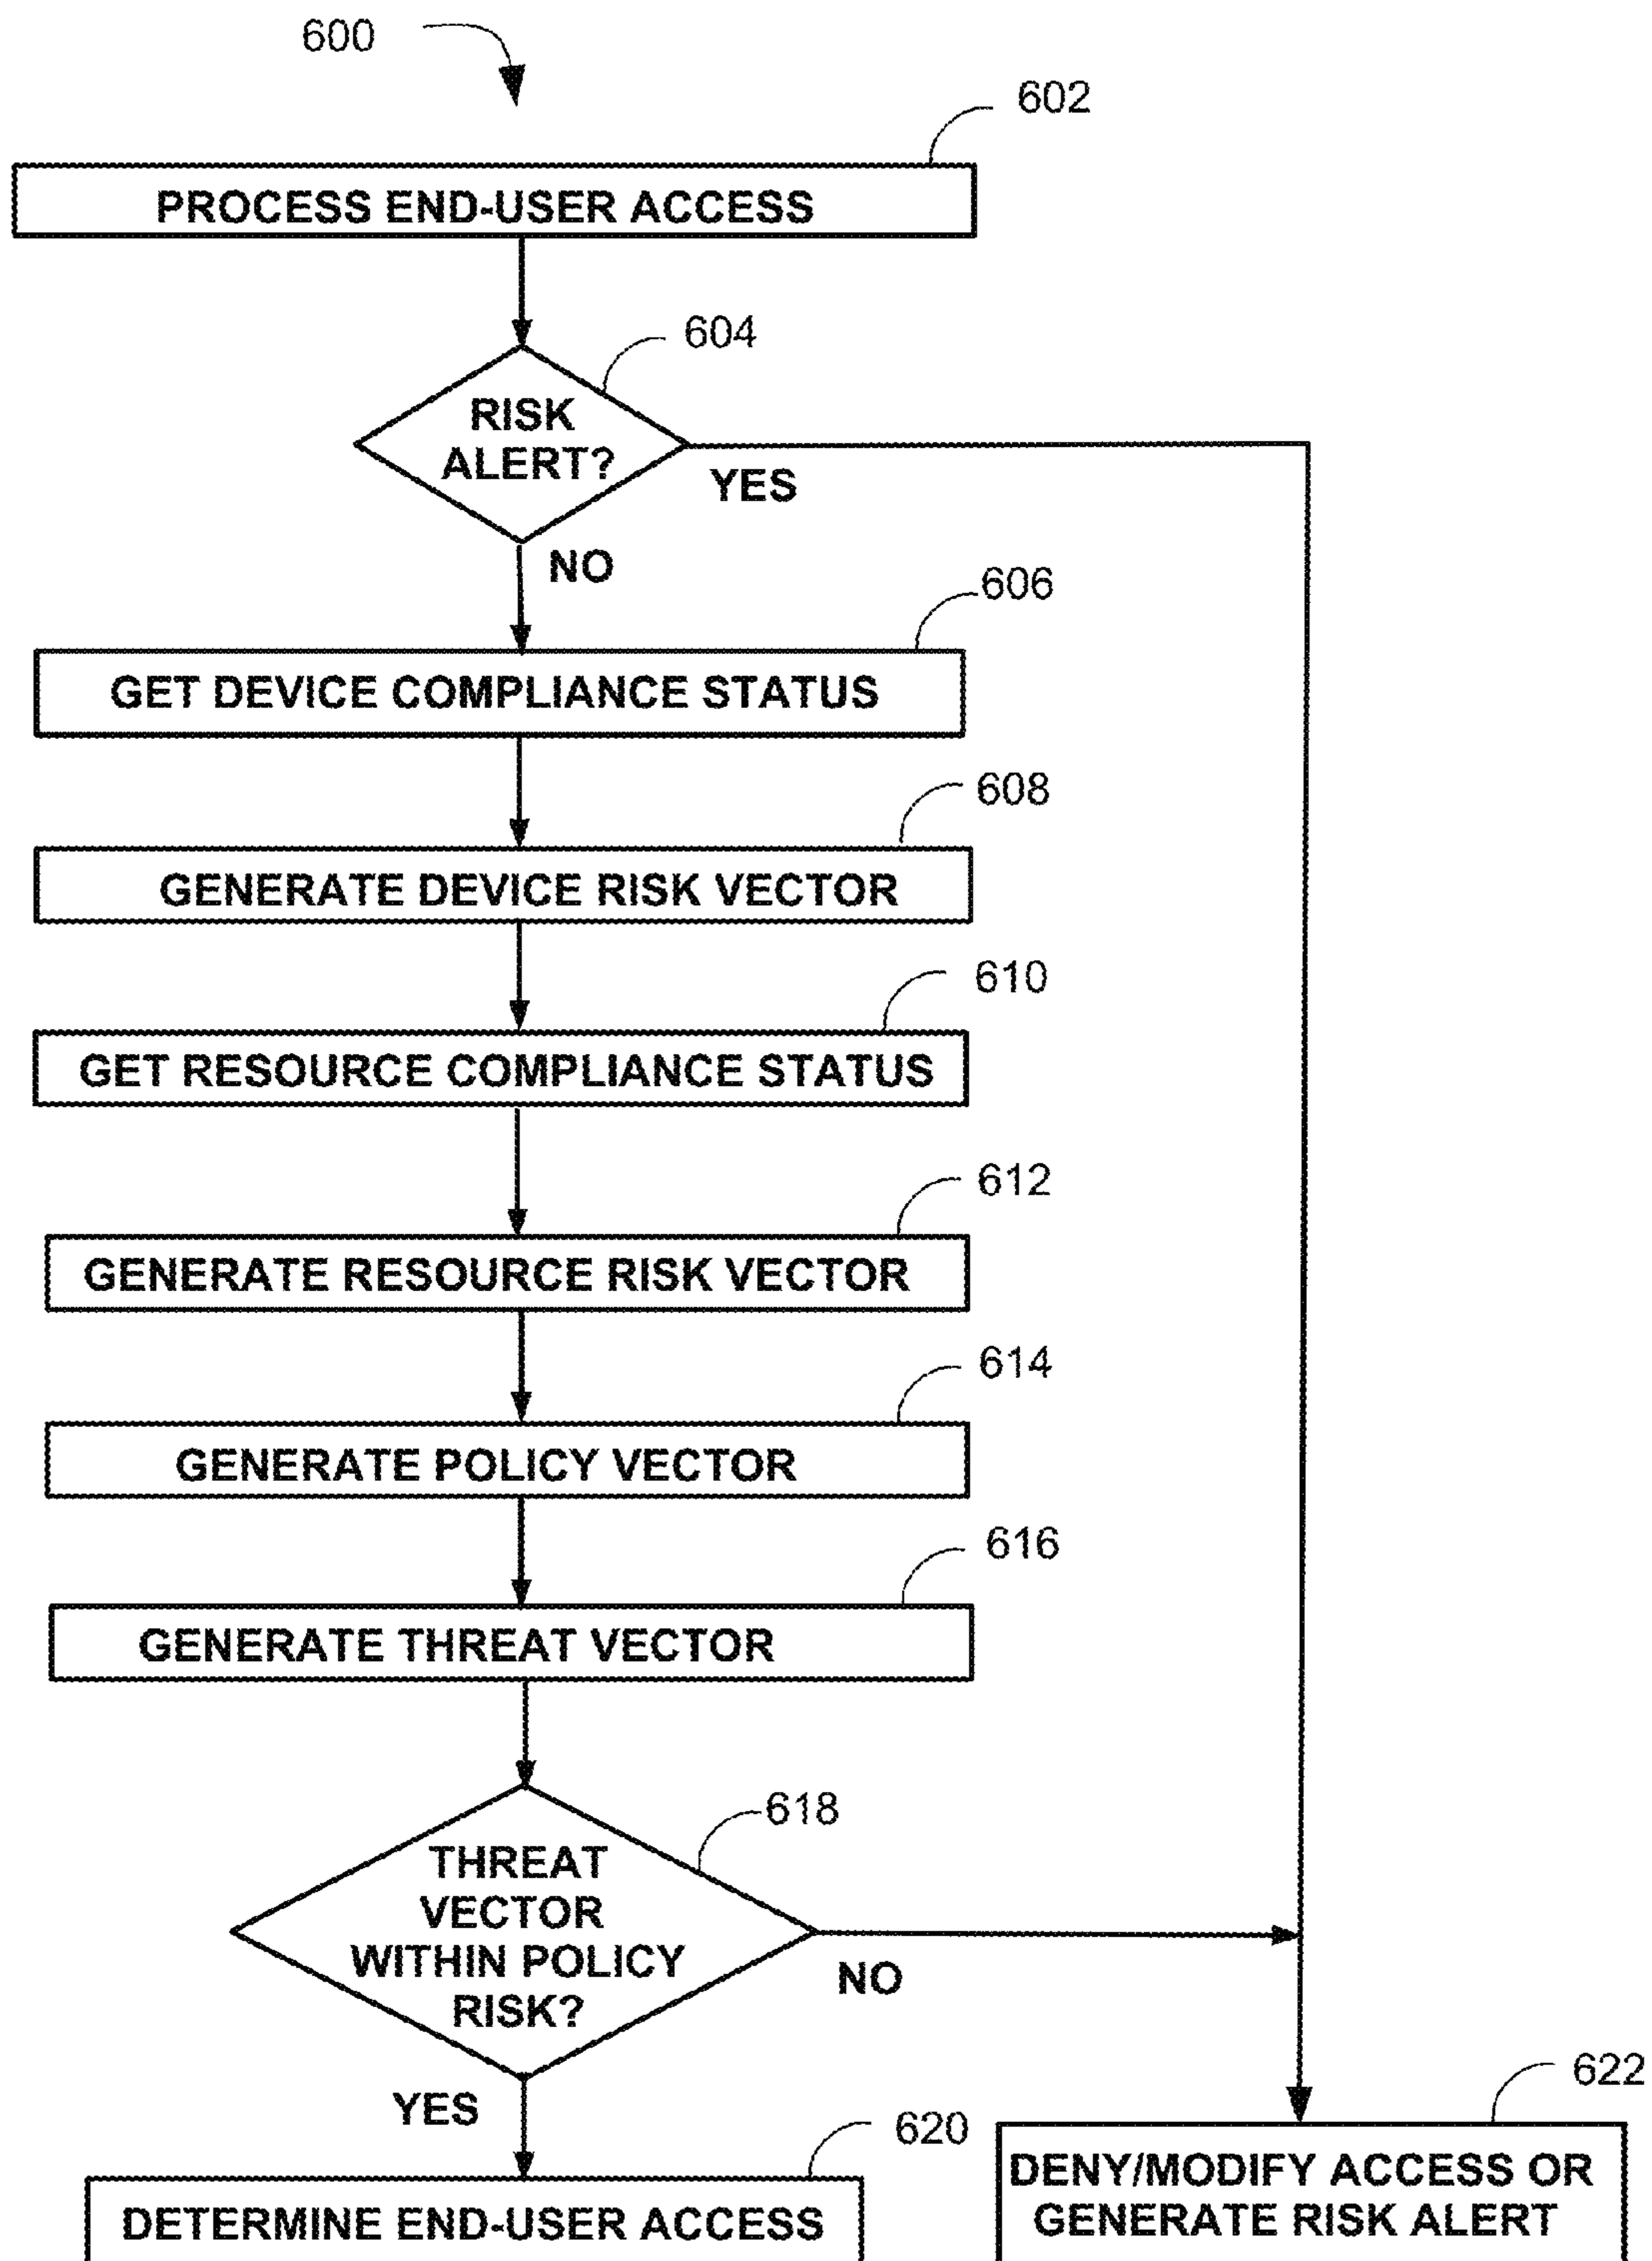 600
602
PROCESS END-USER ACCESS
604
RISK
ALERT?
YES
NO
606
GET DEVICE COMPLIANCE STATUS
608
GENERATE DEVICE RISK VECTOR
610
GET RESOURCE COMPLIANCE STATUS
612
GENERATE RESOURCE RISK VECTOR
614
GENERATE POLICY VECTOR
616
GENERATE THREAT VECTOR
618
THREAT
VECTOR
WITHIN POLICY
RISK?
NO
YES
620
DETERMINE END-USER ACCESS
622
DENY/MODIFY ACCESS OR
GENERATE RISK ALERT